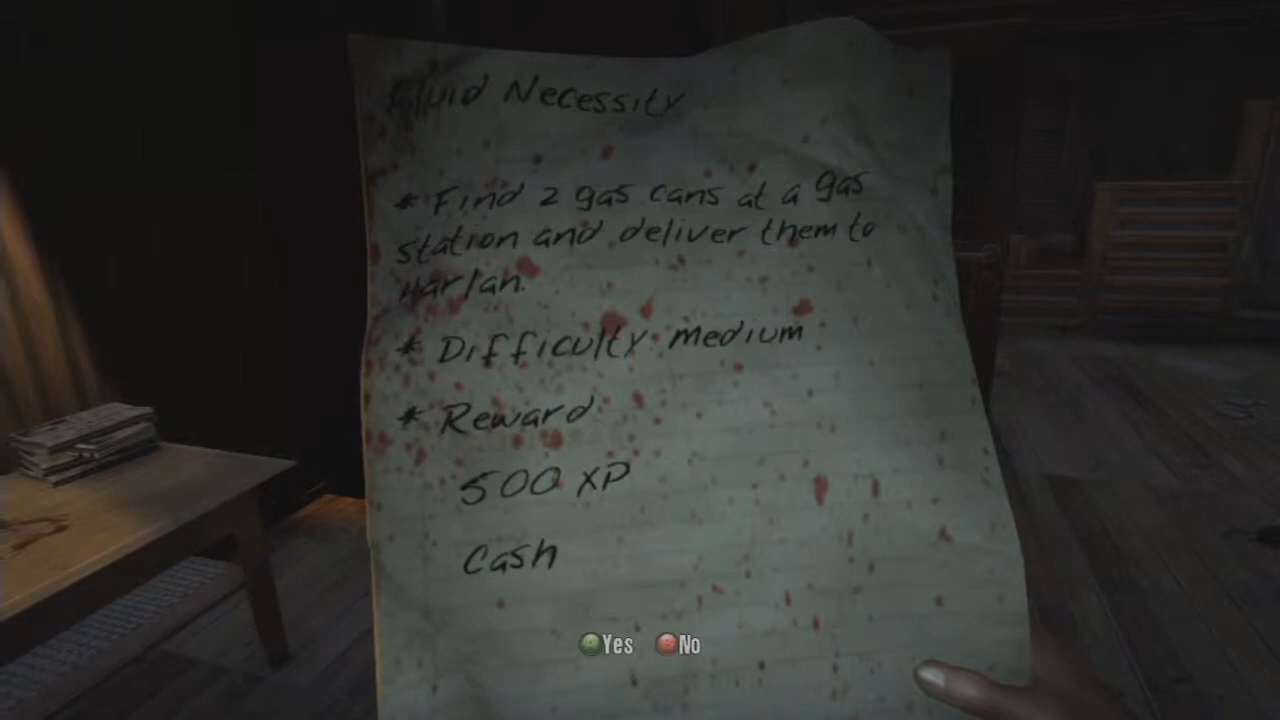 Fluid Necessity
* Find 2 gas cans at a gas
station and deliver them to
Harlan.
* Difficulty medium
* Reward
500 XP
Cash
Yes No